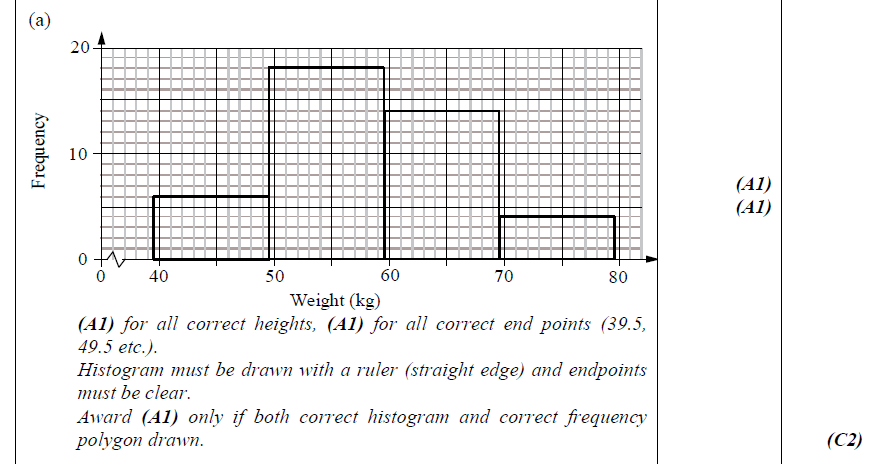 (a)
20
10
0
Frequency
0 40 50 60 70 80
Weight (kg)
(A1)
(A1)
(A1) for all correct heights, (A1) for all correct end points (39.5,
49.5 etc.).
Histogram must be drawn with a ruler (straight edge) and endpoints
must be clear.
Award (A1) only if both correct histogram and correct frequency
polygon drawn.
(C2)